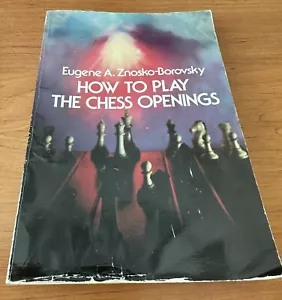 Eugene A. Znosko-Borovsky
HOW TO PLAY
THE CHESS OPENINGS